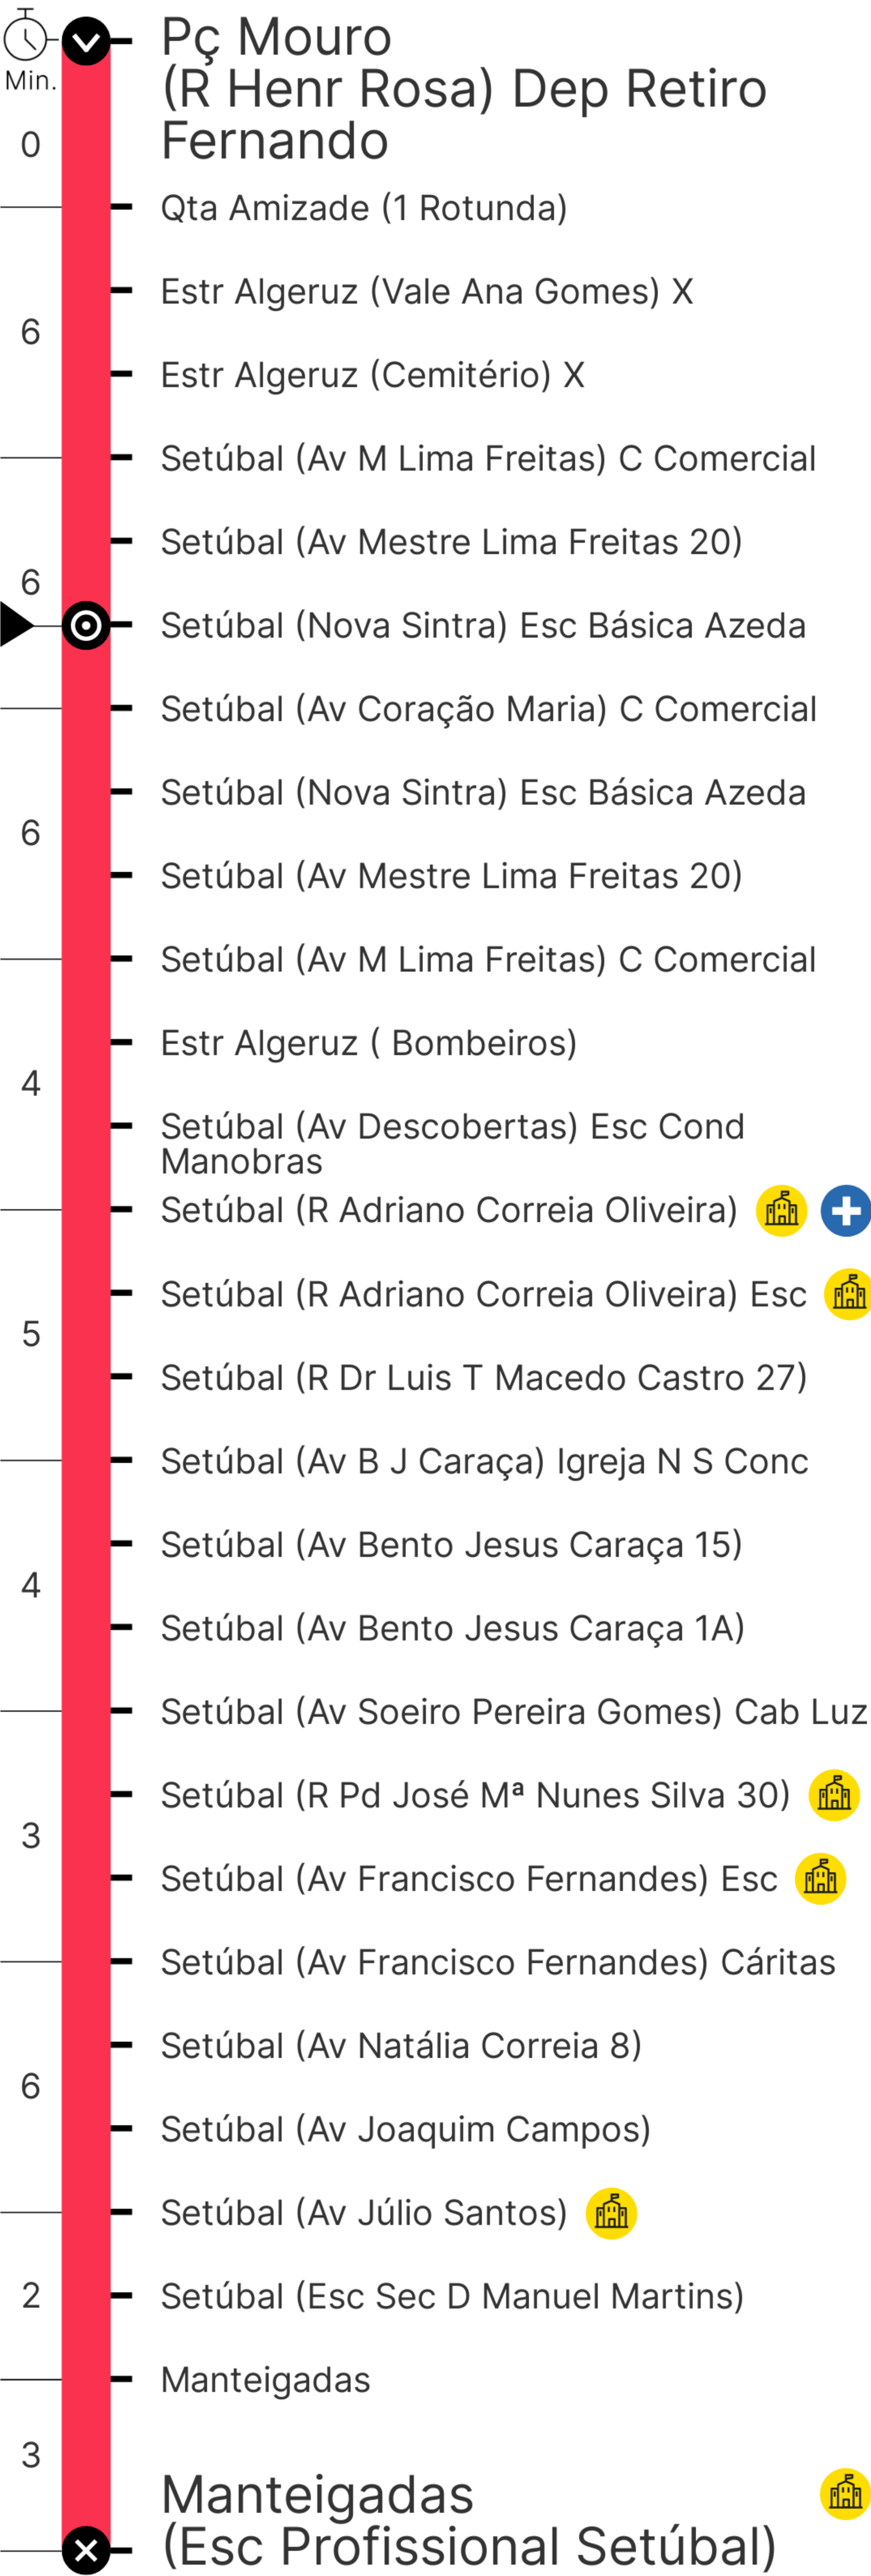 Pç Mouro
(R Henr Rosa) Dep Retiro
Fernando
Min.
0
Qta Amizade (1 Rotunda)
Estr Algeruz (Vale Ana Gomes) X
6
Estr Algeruz (Cemitério) X
Setúbal (Av M Lima Freitas) C Comercial
Setúbal (Av Mestre Lima Freitas 20)
6
Setúbal (Nova Sintra) Esc Básica Azeda
Setúbal (Av Coração Maria) C Comercial
Setúbal (Nova Sintra) Esc Básica Azeda
6
Setúbal (Av Mestre Lima Freitas 20)
Setúbal (Av M Lima Freitas) C Comercial
Estr Algeruz ( Bombeiros)
4
Setúbal (Av Descobertas) Esc Cond
Manobras
Setúbal (R Adriano Correia Oliveira)
Setúbal (R Adriano Correia Oliveira) Esc
5
Setúbal (R Dr Luis T Macedo Castro 27)
Setúbal (Av B J Caraça) Igreja N S Conc
Setúbal (Av Bento Jesus Caraça 15)
4
Setúbal (Av Bento Jesus Caraça 1A)
Setúbal (Av Soeiro Pereira Gomes) Cab Luz
Setúbal (R Pd José Mª Nunes Silva 30)
3
Setúbal (Av Francisco Fernandes) Esc
Setúbal (Av Francisco Fernandes) Cáritas
Setúbal (Av Natália Correia 8)
6
Setúbal (Av Joaquim Campos)
Setúbal (Av Júlio Santos)
2
Setúbal (Esc Sec D Manuel Martins)
Manteigadas
3
Manteigadas
(Esc Profissional Setúbal)